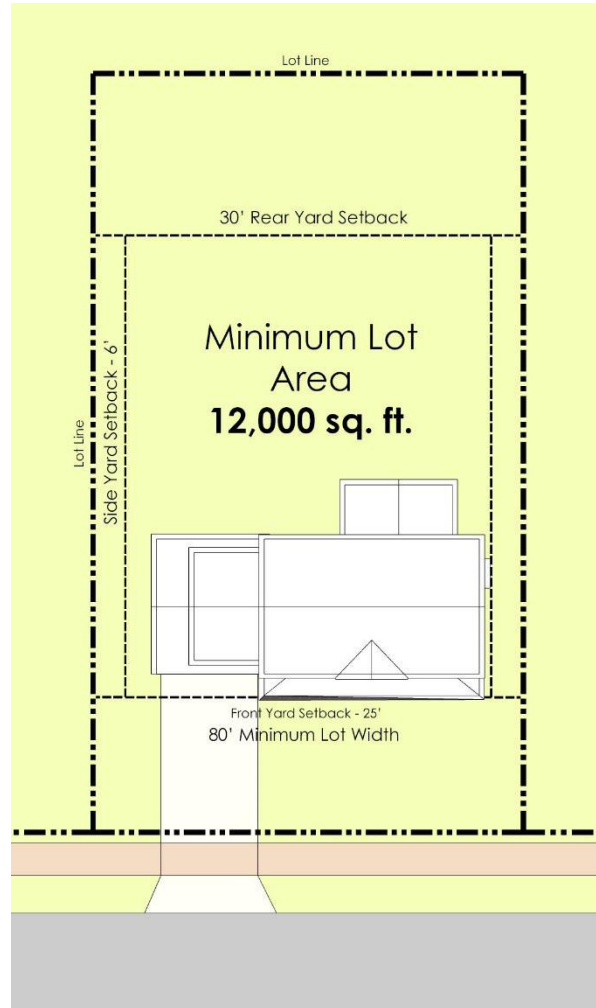 Lot Line
30' Rear Yard Setback
Minimum Lot
Area
12,000 sq. ft.
Lot Line
Side Yard Setback - 6'
Front Yard Setback - 25'
80' Minimum Lot Width